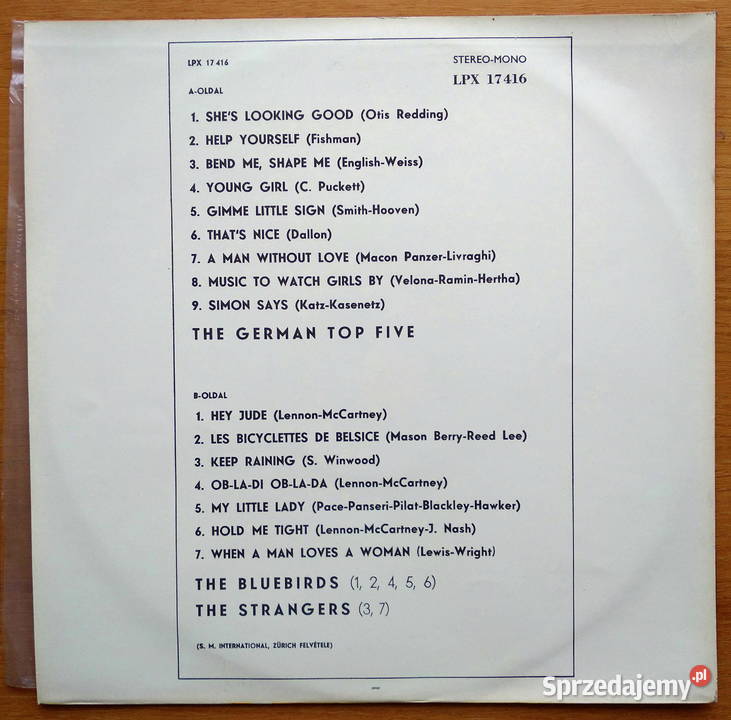 LPX 17 416
STEREO-MONO
LPX 17 416
A-OLDAL
1. SHE'S LOOKING GOOD (Otis Redding)
2. HELP YOURSELF (Fishman)
3. BEND ME, SHAPE ME (English-Weiss)
4. YOUNG GIRL (C. Puckett)
5. GIMME LITTLE SIGN (Smith-Hooven)
6. THAT'S NICE (Dallon)
7. A MAN WITHOUT LOVE (Macon Panzer-Livraghi)
8. MUSIC TO WATCH GIRLS BY (Velona-Ramin-Hertha)
9. SIMON SAYS (Katz-Kasenetz)
THE GERMAN TOP FIVE
B-OLDAL
1. HEY JUDE (Lennon-McCartney)
2. LES BICYCLETTES DE BELSICE (Mason Berry-Reed Lee)
3. KEEP RAINING (S. Winwood)
4. OB-LA-DI OB-LA-DA (Lennon-McCartney)
5. MY LITTLE LADY (Pace-Panseri-Pilat-Blackley-Hawker)
6. HOLD ME TIGHT (Lennon-McCartney-J. Nash)
7. WHEN A MAN LOVES A WOMAN (Lewis-Wright)
THE BLUEBIRDS (1, 2, 4, 5, 6)
THE STRANGERS (3, 7)
(S. M. INTERNATIONAL, ZÜRICH FELVÉTELE)
Sprzedajemy.pl